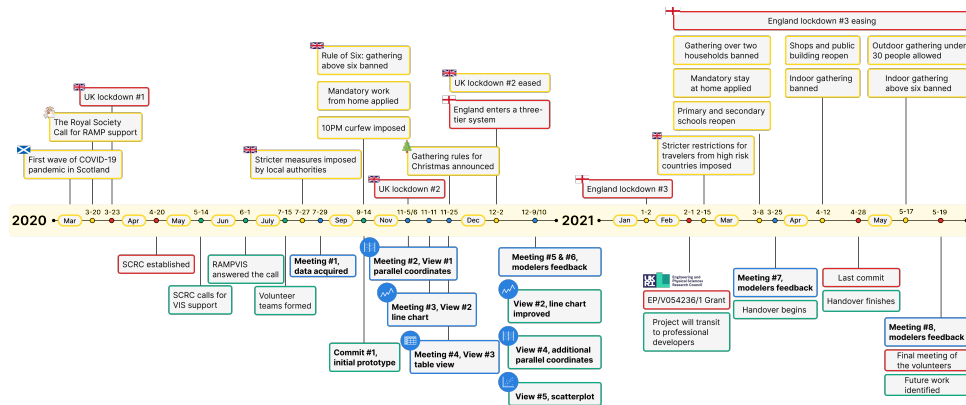 England lockdown #3 easing
Rule of Six: gathering
above six banned
Gathering over two
households banned
Shops and public
building reopen
Outdoor gathering under
30 people allowed
UK lockdown #1
Mandatory work
from home applied
UK lockdown #2 eased
Mandatory stay
at home applied
Indoor gathering
banned
Indoor gathering
above six banned
The Royal Society
Call for RAMP support
10PM curfew imposed
England enters a three-
tier system
Primary and secondary
schools reopen
First wave of COVID-19
pandemic in Scotland
Stricter measures imposed
by local authorities
Gathering rules for
Christmas announced
Stricter restrictions for
travelers from high risk
countries imposed
UK lockdown #2
England lockdown #3
3-20 3-23 4-20 5-14 6-1 7-15 7-27 7-29 9-14 11-5/6 11-11 11-25 12-2 12-9/10 1-2 2-1 2-15 3-8 3-25 4-12 4-28 5-17 5-19
2020 Mar Apr May Jun July Aug Sep Nov Dec 2021 Jan Feb Mar Apr May
SCRC established
RAMPVIS
answered the call
Meeting #1,
data acquired
Meeting #2, View #1
parallel coordinates
Meeting #5 & #6,
modelers feedback
UK
RI
Engineering and
Physical Sciences
Research Council
Meeting #7,
modelers feedback
Last commit
SCRC calls for
VIS support
Volunteer
teams formed
Meeting #3, View #2
line chart
View #2, line chart
improved
EP/V054236/1 Grant
Handover begins
Handover finishes
Project will transit
to professional
developers
Commit #1,
initial prototype
Meeting #4, View #3
table view
View #4, additional
parallel coordinates
Meeting #8,
modelers feedback
Final meeting of
the volunteers
View #5, scatterplot
Future work
identified